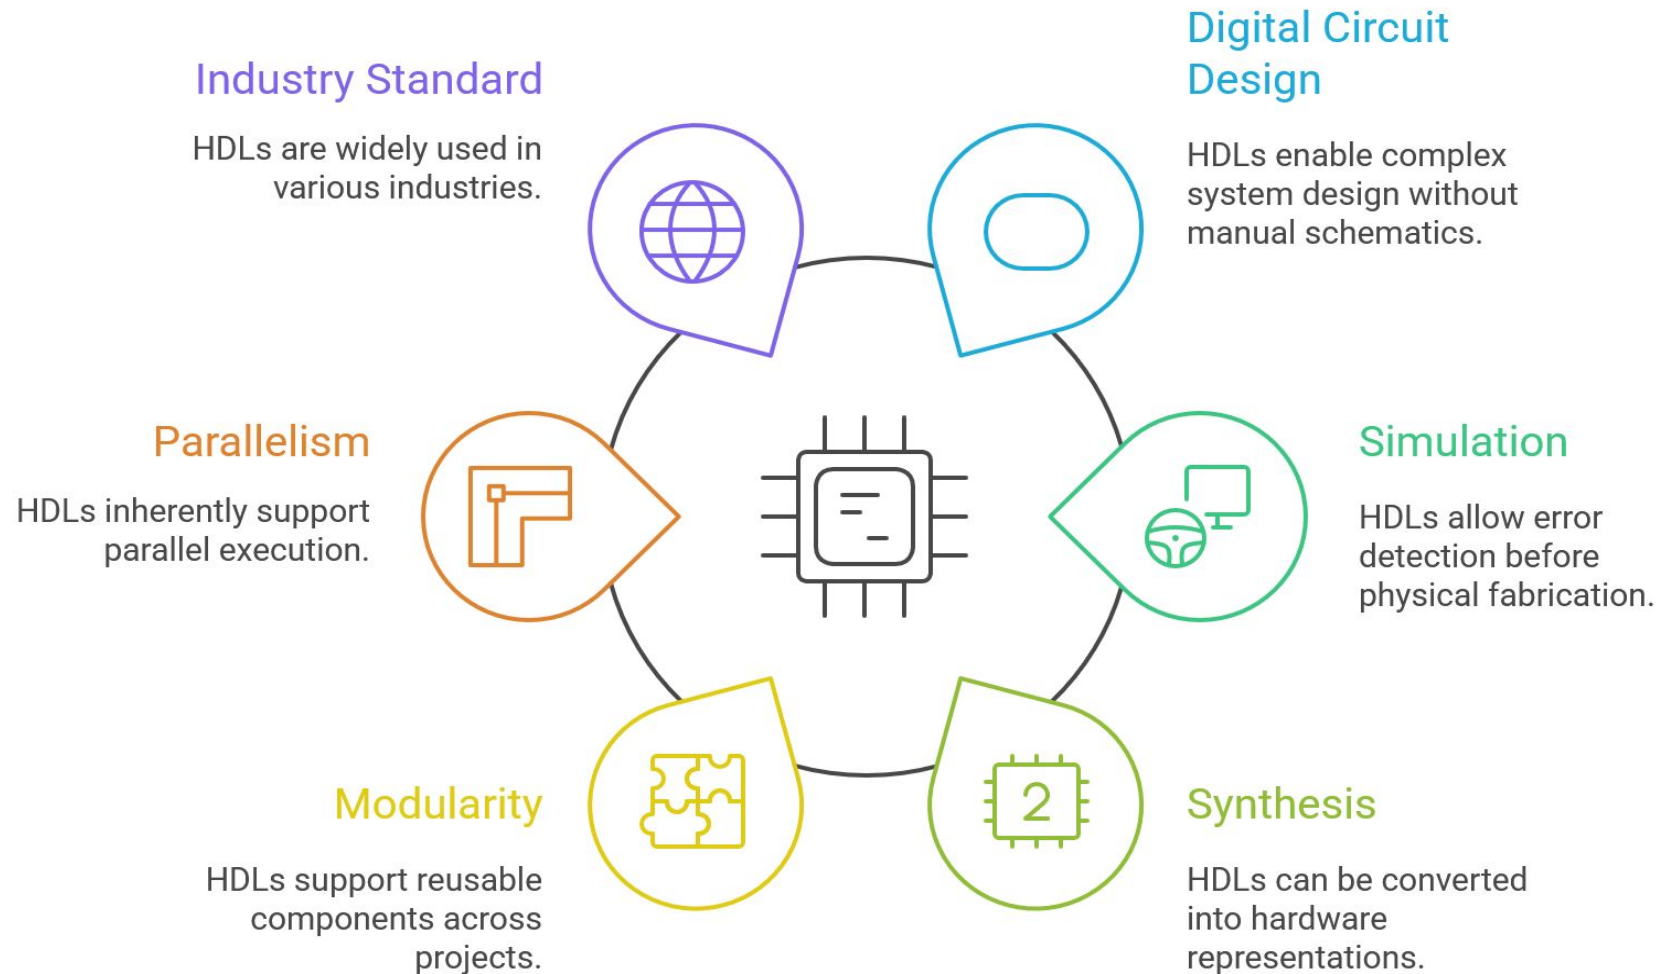 Digital Circuit
Design
HDLs enable complex
system design without
manual schematics.
Simulation
HDLs allow error
detection before
physical fabrication.
Synthesis
HDLs can be converted
into hardware
representations.
Modularity
HDLs support reusable
components across
projects.
Parallelism
HDLs inherently support
parallel execution.
Industry Standard
HDLs are widely used in
various industries.
2